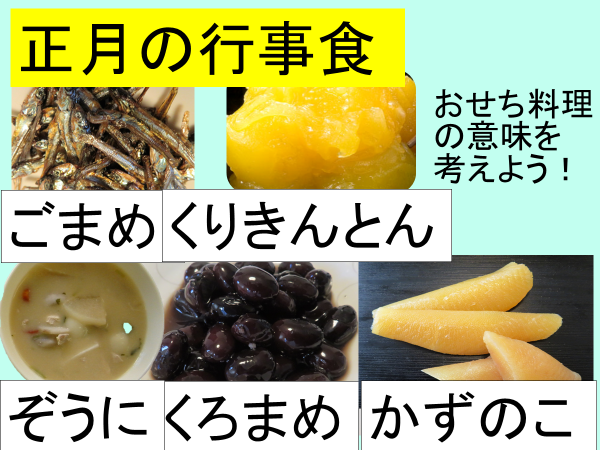 正月の行事食
おせち料理
の意味を
考えよう！
ごまめ
くりきんとん
ぞうに
くろまめ
かずのこ